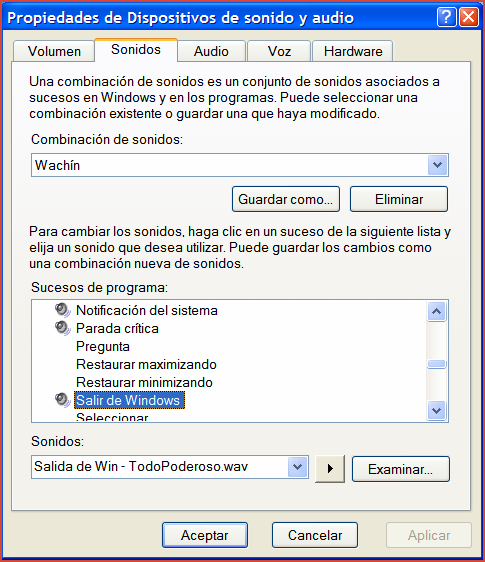 Propiedades de Dispositivos de sonido y audio
Volumen Sonidos Audio Voz Hardware
Una combinación de sonidos es un conjunto de sonidos asociados a
sucesos en Windows y en los programas. Puede seleccionar una
combinación existente o guardar una que haya modificado.
Combinación de sonidos:
Wachín
Guardar como... Eliminar
Para cambiar los sonidos, haga clic en un suceso de la siguiente lista y
elija un sonido que desea utilizar. Puede guardar los cambios como
una combinación nueva de sonidos.
Sucesos de programa:
Notificación del sistema
Parada crítica
Pregunta
Restaurar maximizando
Restaurar minimizando
Salir de Windows
Seleccionar
Sonidos:
Salida de Win - TodoPoderoso.wav Examinar...
Aceptar Cancelar Aplicar